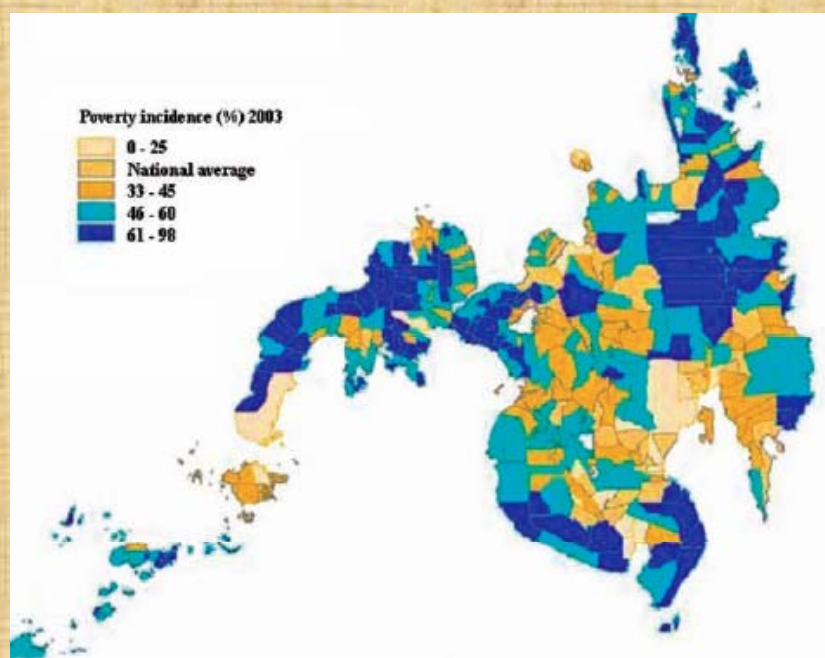 Poverty incidence (%) 2003
0 - 25
National average
33 - 45
46 - 60
61 - 98